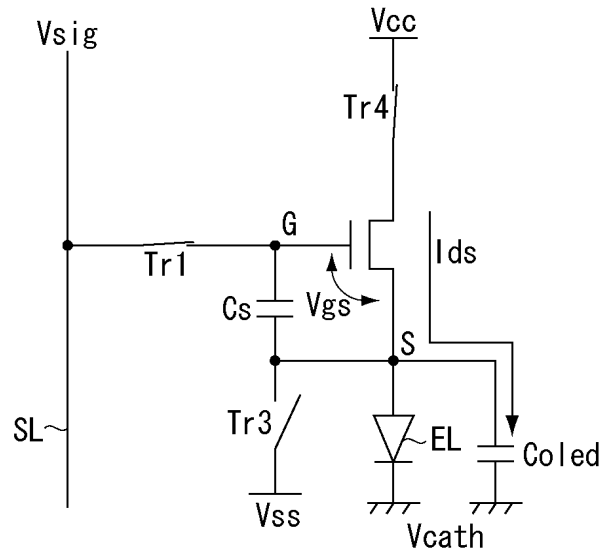 Vsig
Vcc
Tr4
G
Tr1
Ids
Cs
Vgs
S
SL
Tr3
EL
Coled
Vss
Vcath